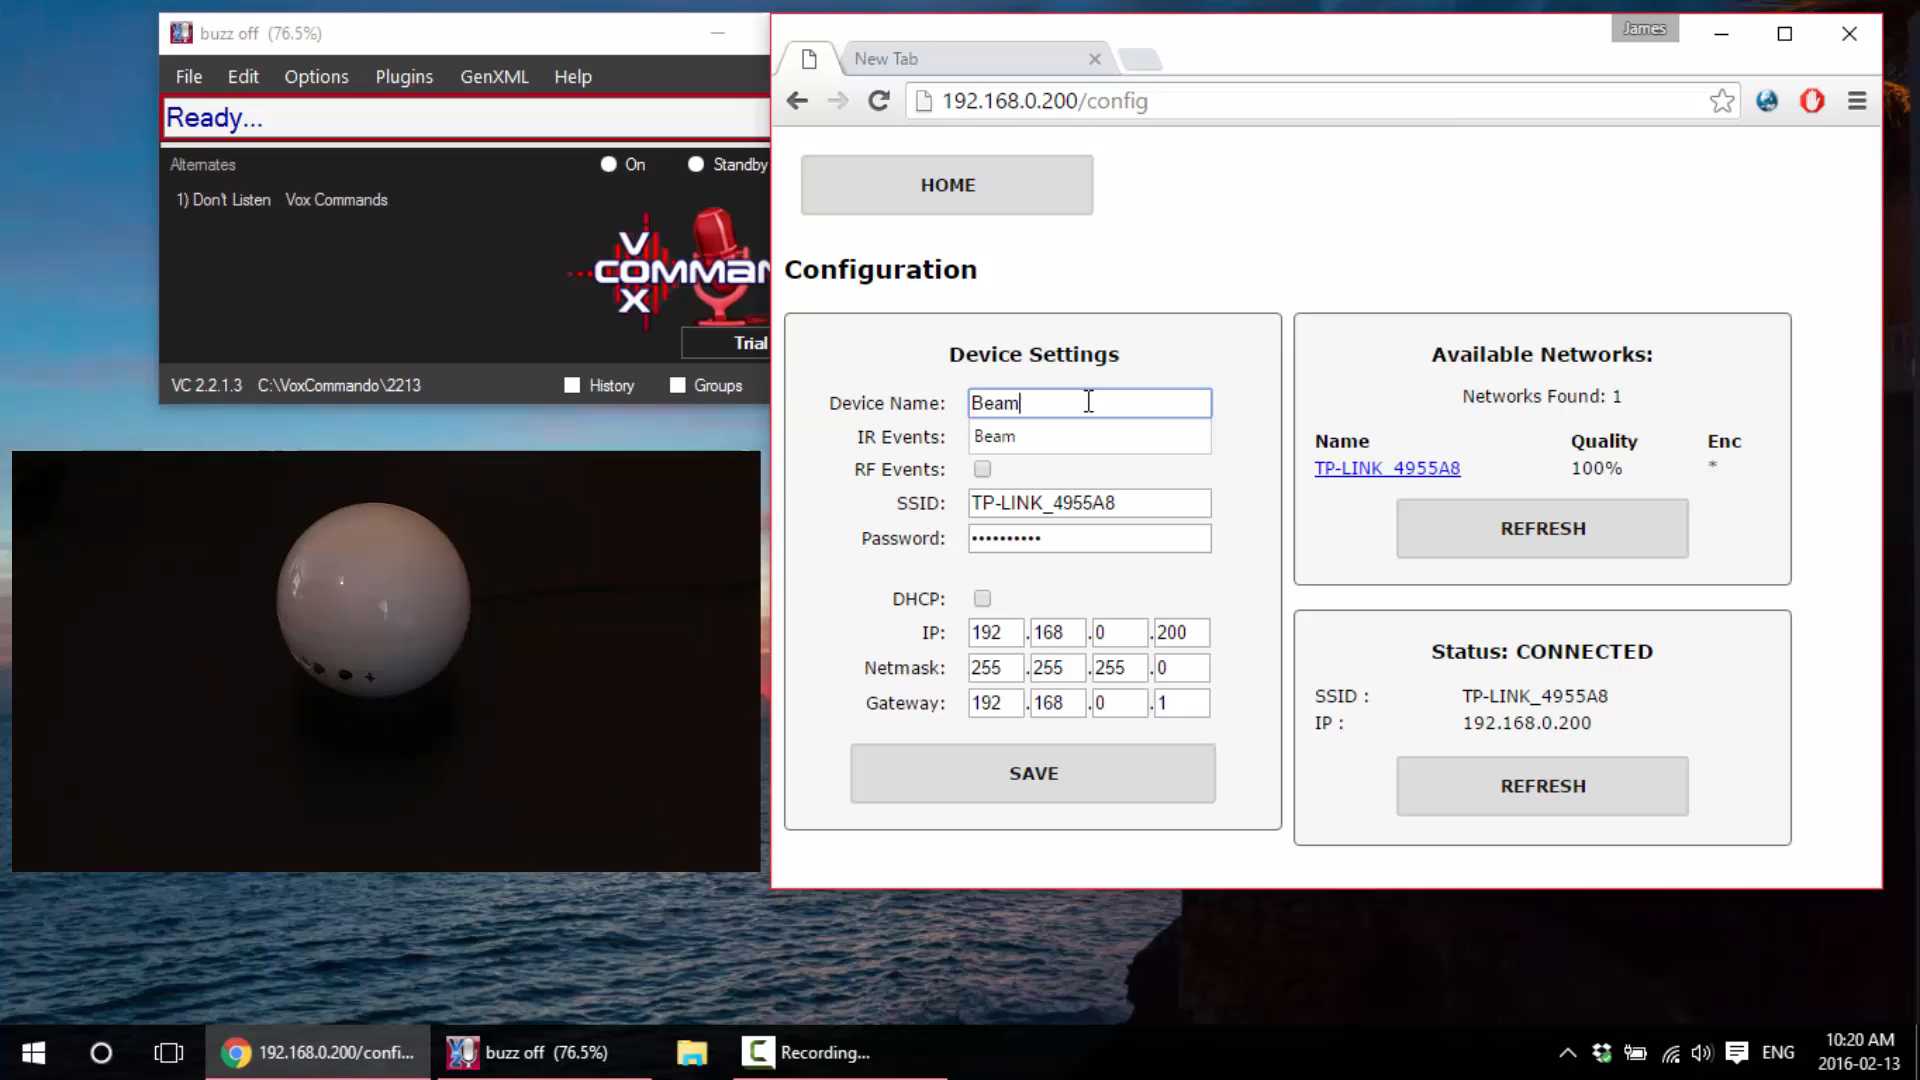 buzz off (76.5%)
File Edit Options Plugins GenXML Help
Ready...
Alternates
On Standby
1) Don't Listen Vox Commands
VOX
COMMAN
Trial
VC 2.2.1.3 C:\VoxCommando\2213 History Groups
James
New Tab
192.168.0.200/config
HOME
Configuration
Device Settings
Device Name: Beam
IR Events: Beam
RF Events:
SSID: TP-LINK_4955A8
Password: ••••••••••
DHCP:
IP: 192 .168 .0 .200
Netmask: 255 .255 .255 .0
Gateway: 192 .168 .0 .1
SAVE
Available Networks:
Networks Found: 1
Name Quality Enc
TP-LINK_4955A8 100% *
REFRESH
Status: CONNECTED
SSID : TP-LINK_4955A8
IP : 192.168.0.200
REFRESH
192.168.0.200/confi...
buzz off (76.5%)
Recording...
ENG
10:20 AM
2016-02-13